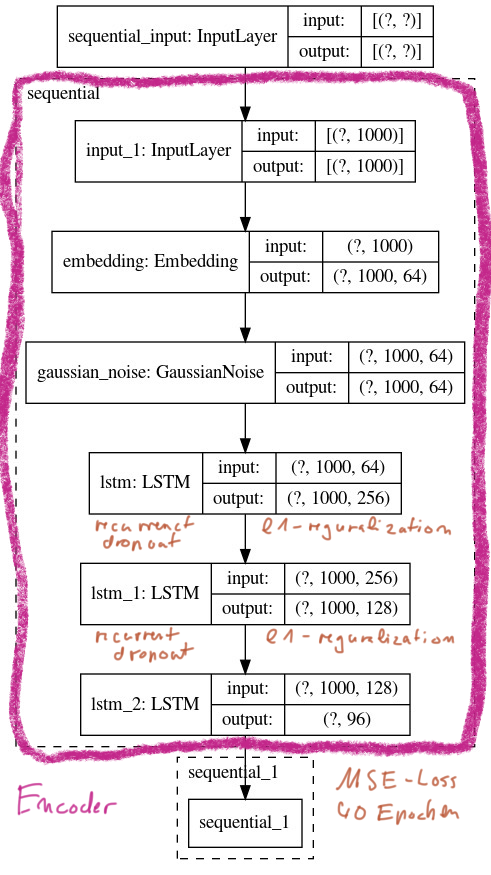 sequential_input: InputLayer input: [(?, ?)]
output: [(?, ?)]
sequential
input_1: InputLayer input: [(?, 1000)]
output: [(?, 1000)]
embedding: Embedding input: (?, 1000)
output: (?, 1000, 64)
gaussian_noise: GaussianNoise input: (?, 1000, 64)
output: (?, 1000, 64)
lstm: LSTM input: (?, 1000, 64)
output: (?, 1000, 256)
recurrenct l1-reguralization
dropout
lstm_1: LSTM input: (?, 1000, 256)
output: (?, 1000, 128)
recurrent l1-reguralization
dropout
lstm_2: LSTM input: (?, 1000, 128)
output: (?, 96)
sequential_1
Encoder MSE-Loss
40 Epochen
sequential_1